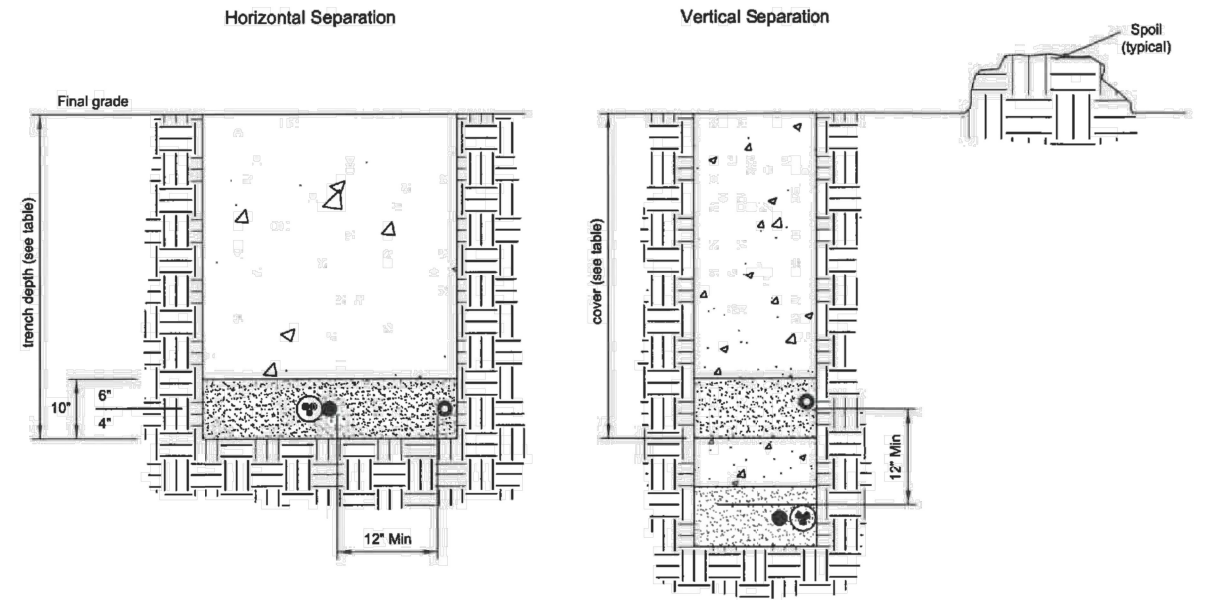 Horizontal Separation
Vertical Separation
Spoil
(typical)
Final grade
trench depth (see table)
cover (see table)
10"
6"
4"
12" Min
12" Min